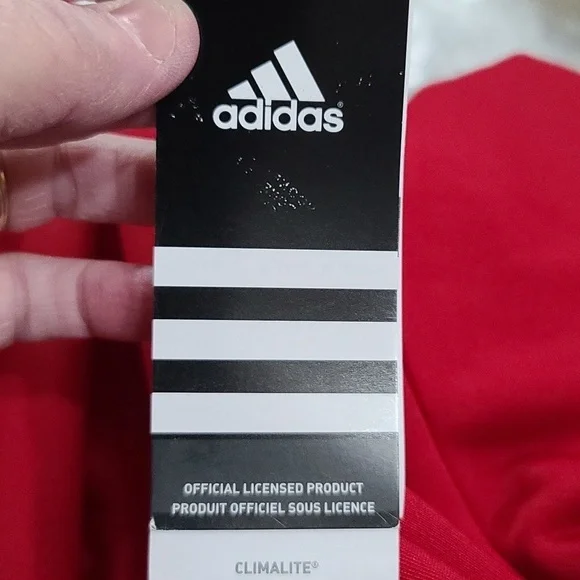 adidas®
OFFICIAL LICENSED PRODUCT
PRODUIT OFFICIEL SOUS LICENCE
CLIMALITE®